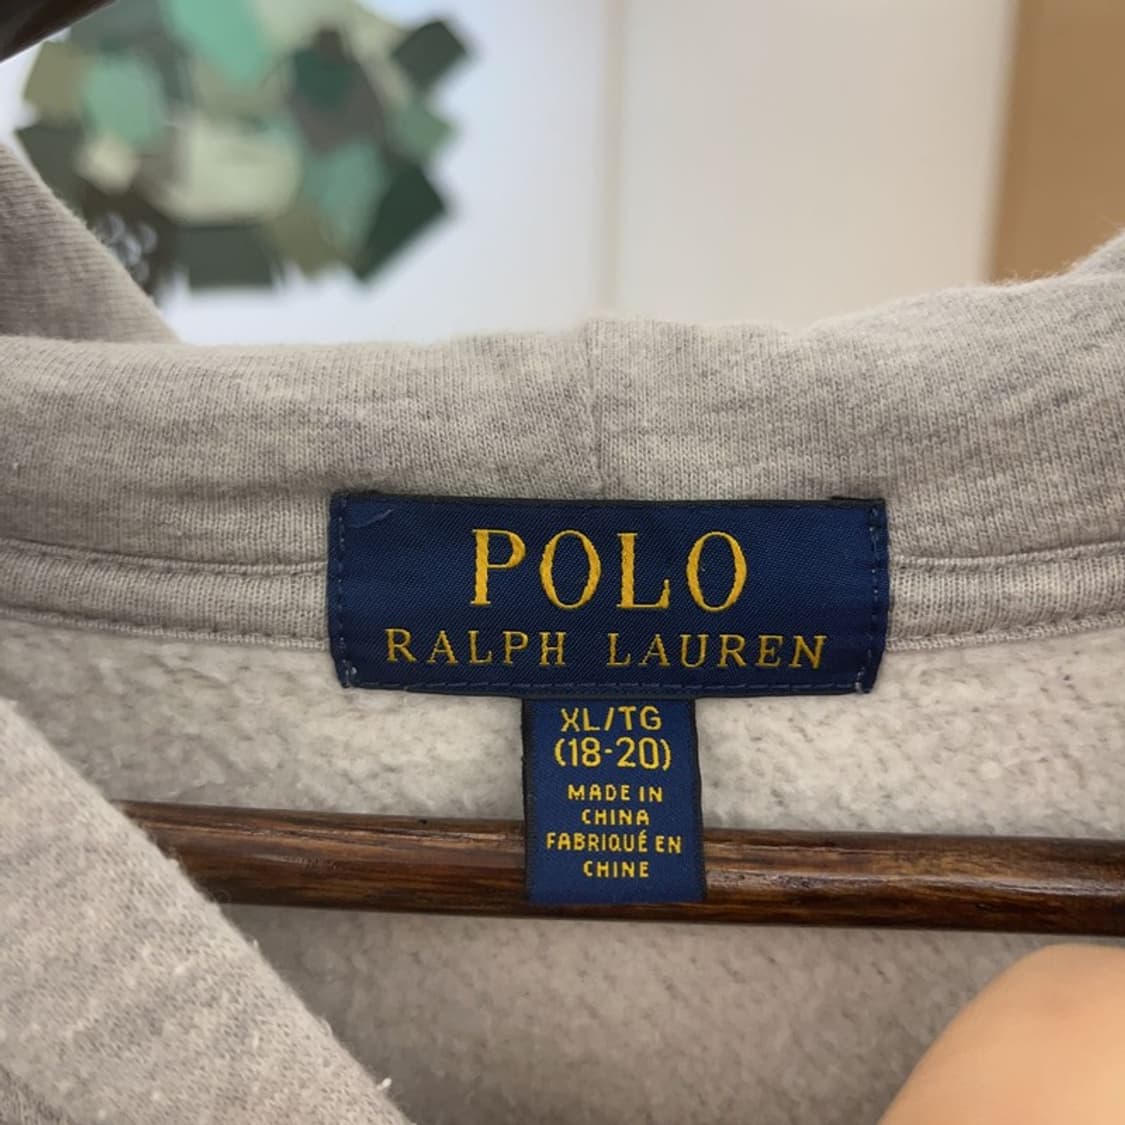 POLO
RALPH LAUREN
XL/TG
(18-20)
MADE IN
CHINA
FABRIQUÉ EN
CHINE